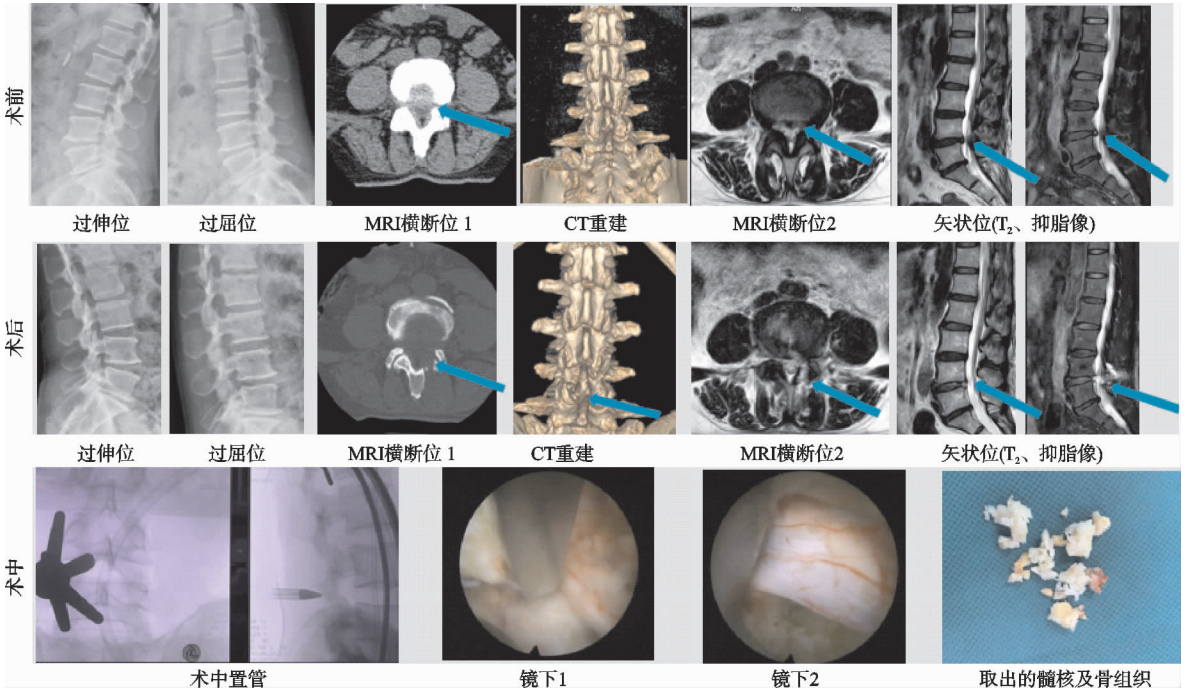 术前
过伸位 过屈位 MRI横断位 1 CT重建 MRI横断位2 矢状位(T₂、抑脂像)
术后
过伸位 过屈位 MRI横断位 1 CT重建 MRI横断位2 矢状位(T₂、抑脂像)
术中
术中置管 镜下1 镜下2 取出的髓核及骨组织